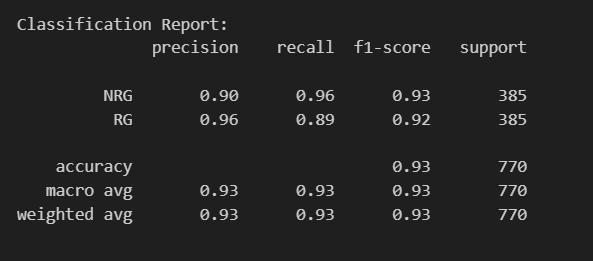 Classification Report:
precision recall f1-score support
NRG 0.90 0.96 0.93 385
RG 0.96 0.89 0.92 385
accuracy 0.93 770
macro avg 0.93 0.93 0.93 770
weighted avg 0.93 0.93 0.93 770